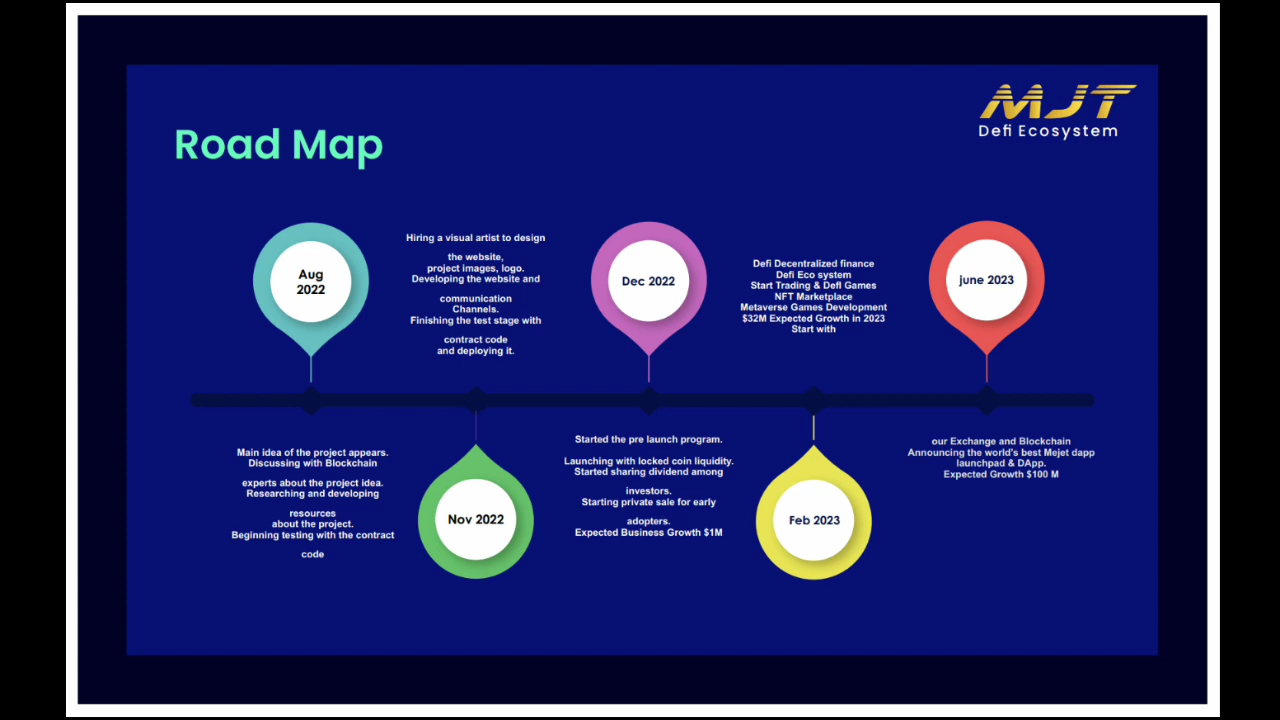 MJT
Defi Ecosystem
Road Map
Aug
2022
Main idea of the project appears.
Discussing with Blockchain
experts about the project idea.
Researching and developing
resources
about the project.
Beginning testing with the contract
code
Hiring a visual artist to design
the website,
project images, logo.
Developing the website and
communication
Channels.
Finishing the test stage with
contract code
and deploying it.
Nov 2022
Dec 2022
Started the pre launch program.
Launching with locked coin liquidity.
Started sharing dividend among
investors.
Starting private sale for early
adopters.
Expected Business Growth $1M
Defi Decentralized finance
Defi Eco system
Start Trading & Defi Games
NFT Marketplace
Metaverse Games Development
$32M Expected Growth in 2023
Start with
Feb 2023
june 2023
our Exchange and Blockchain
Announcing the world's best Mejet dapp
launchpad & DApp.
Expected Growth $100 M